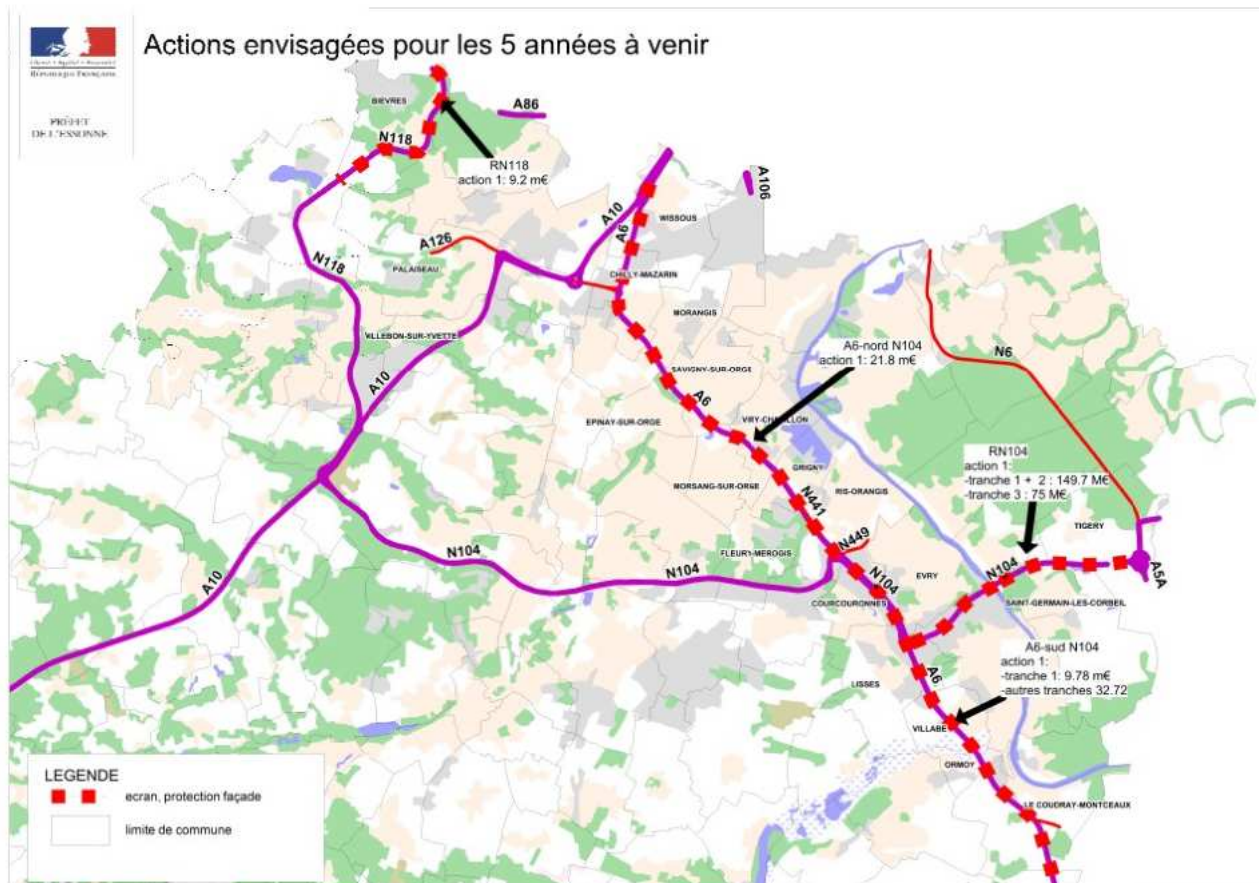 Actions envisagées pour les 5 années à venir
Liberté • Égalité • Fraternité
RÉPUBLIQUE FRANÇAISE
PRÉFET
DE L'ESSONNE
BIEVRES
A86
N118
RN118
action 1: 9.2 m€
A106
A10
A6
WISSOUS
A126
N118
PALAISEAU
CHILLY-MAZARIN
MORANGIS
VILLEBON-SUR-YVETTE
A10
A6-nord N104
action 1: 21.8 m€
N6
SAVIGNY-SUR-ORGE
A6
EPINAY-SUR-ORGE
VIRY-CHATILLON
GRIGNY
RN104
action 1:
-tranche 1 + 2 : 149.7 M€
-tranche 3 : 75 M€
MORSANG-SUR-ORGE
RIS-ORANGIS
N441
TIGERY
N449
FLEURY-MEROGIS
N104
N104
A10
N104
EVRY
N104
A5A
COURCOURONNES
SAINT-GERMAIN-LES-CORBEIL
A6-sud N104
action 1:
-tranche 1: 9.78 m€
-autres tranches 32.72
A6
LISSES
VILLABE
ORMOY
LE COUDRAY-MONTCEAUX
LEGENDE
ecran, protection façade
limite de commune